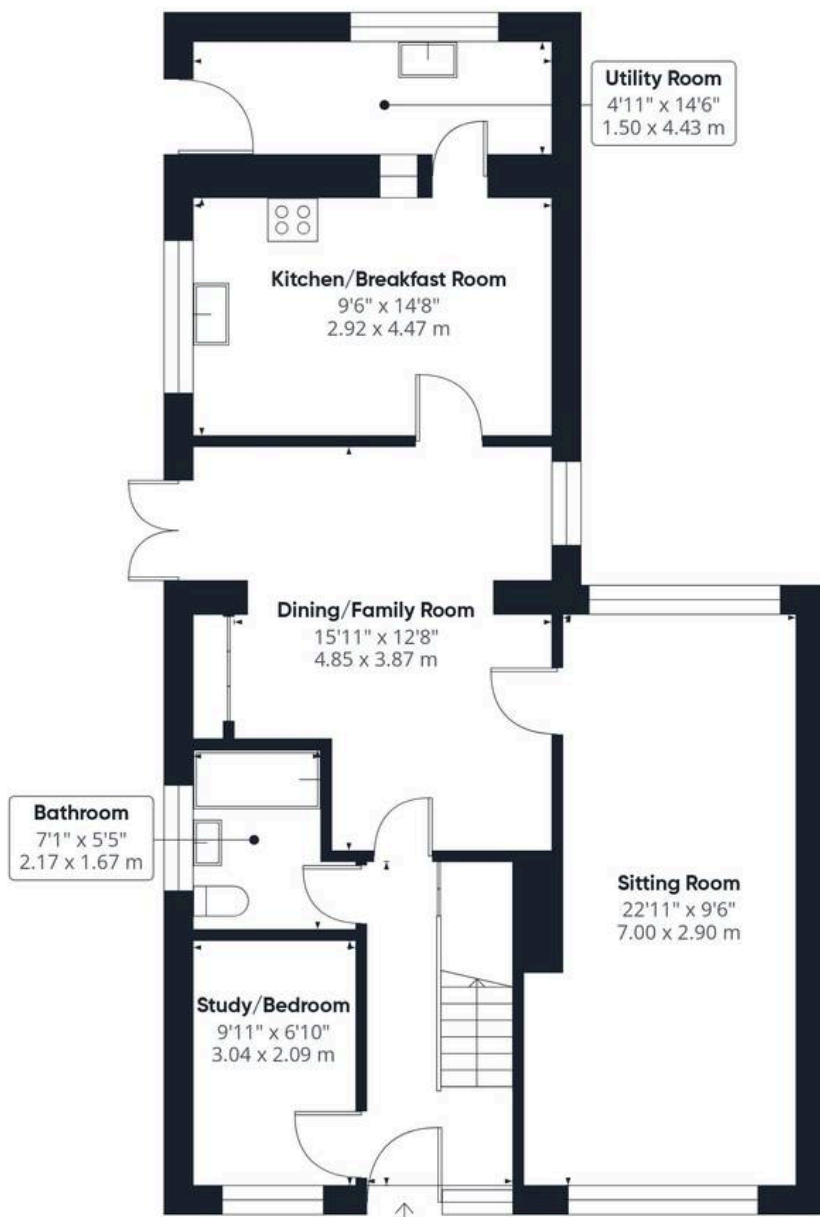 Utility Room
4'11" x 14'6"
1.50 x 4.43 m
Kitchen/Breakfast Room
9'6" x 14'8"
2.92 x 4.47 m
Dining/Family Room
15'11" x 12'8"
4.85 x 3.87 m
Bathroom
7'1" x 5'5"
2.17 x 1.67 m
Sitting Room
22'11" x 9'6"
7.00 x 2.90 m
Study/Bedroom
9'11" x 6'10"
3.04 x 2.09 m